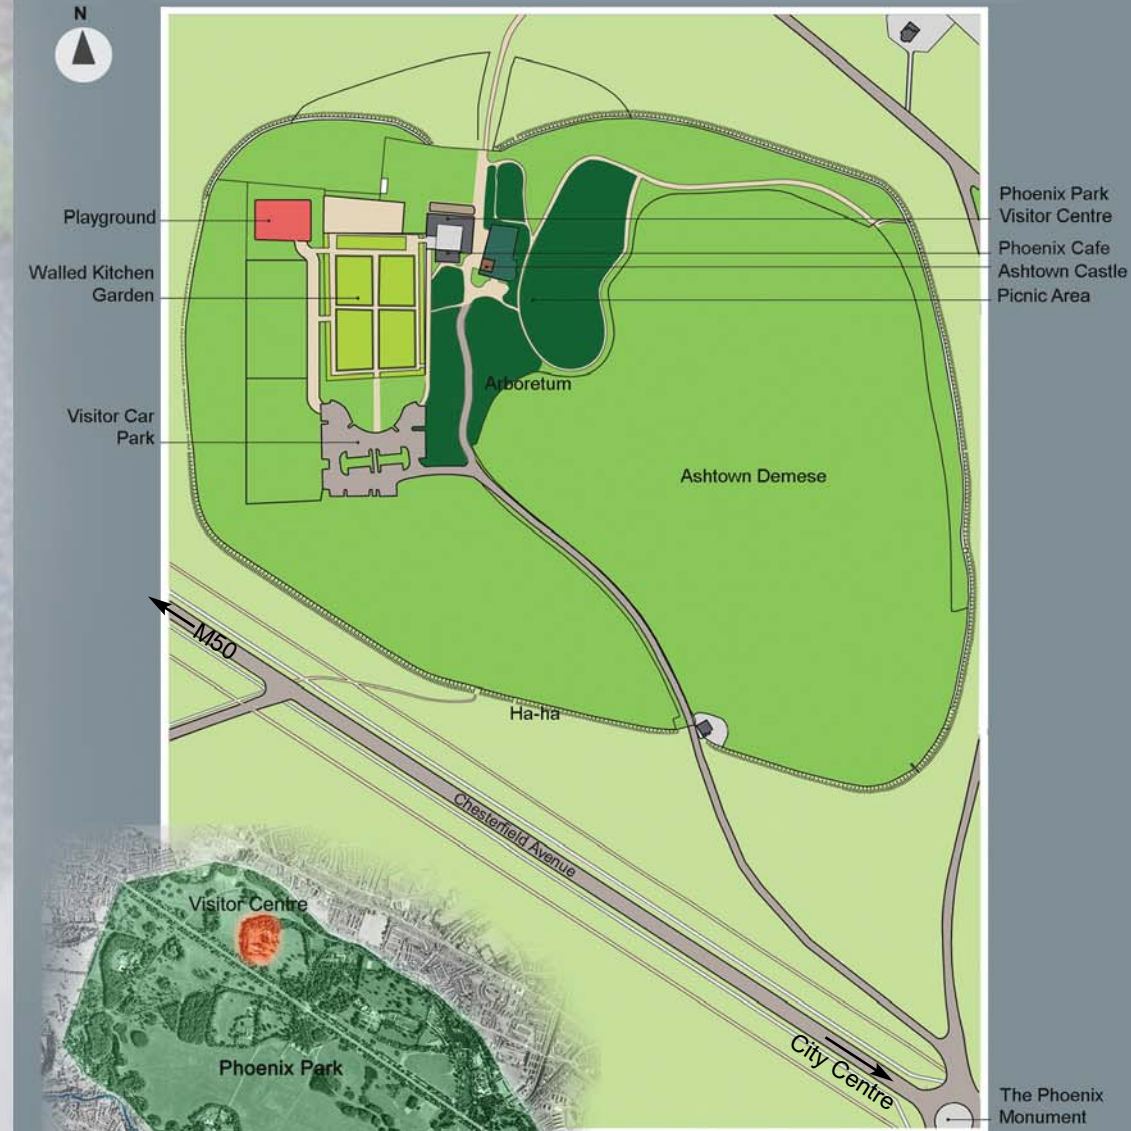 N
Playground
Walled Kitchen
Garden
Visitor Car
Park
Phoenix Park
Visitor Centre
Phoenix Cafe
Ashtown Castle
Picnic Area
Arboretum
Ashtown Demese
M50
Ha-ha
Chesterfield Avenue
City Centre
Visitor Centre
Phoenix Park
The Phoenix
Monument